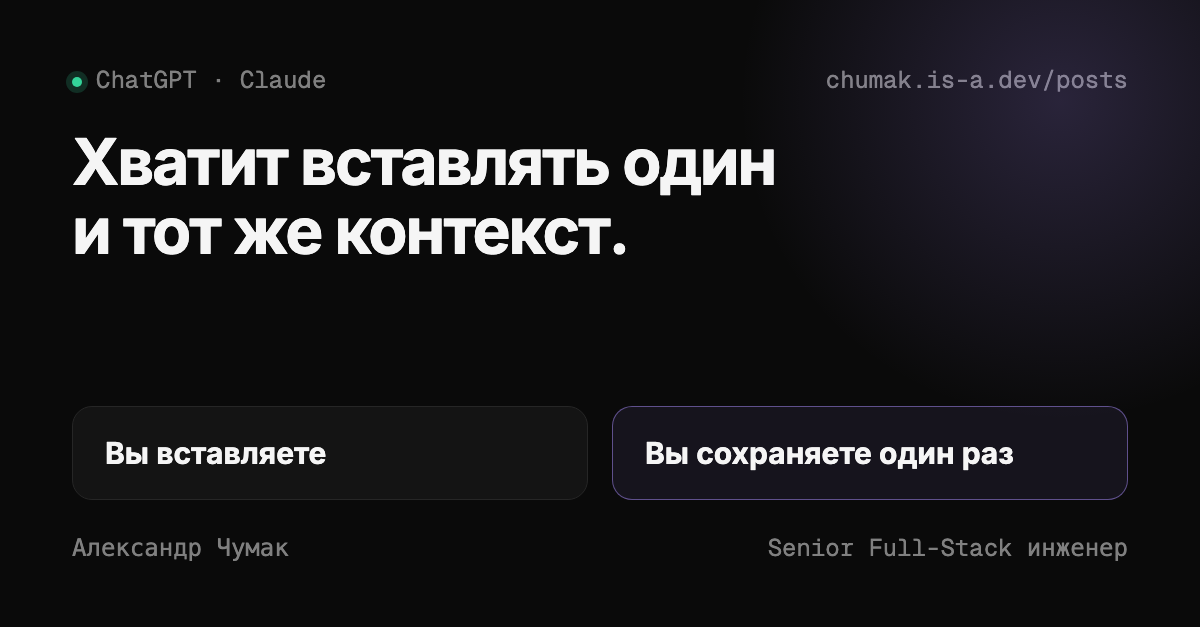 ChatGPT · Claude
chumak.is-a.dev/posts
Хватит вставлять один
и тот же контекст.
Вы вставляете
Вы сохраняете один раз
Александр Чумак
Senior Full-Stack инженер